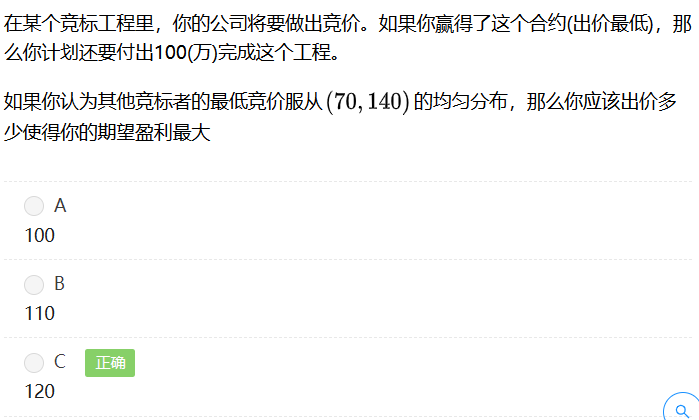 在某个竞标工程里，你的公司将要做出竞价。如果你赢得了这个合约(出价最低)，那
么你计划还要付出100(万)完成这个工程。
如果你认为其他竞标者的最低竞价服从(70, 140)的均匀分布，那么你应该出价多
少使得你的期望盈利最大
A
100
B
110
C 正确
120